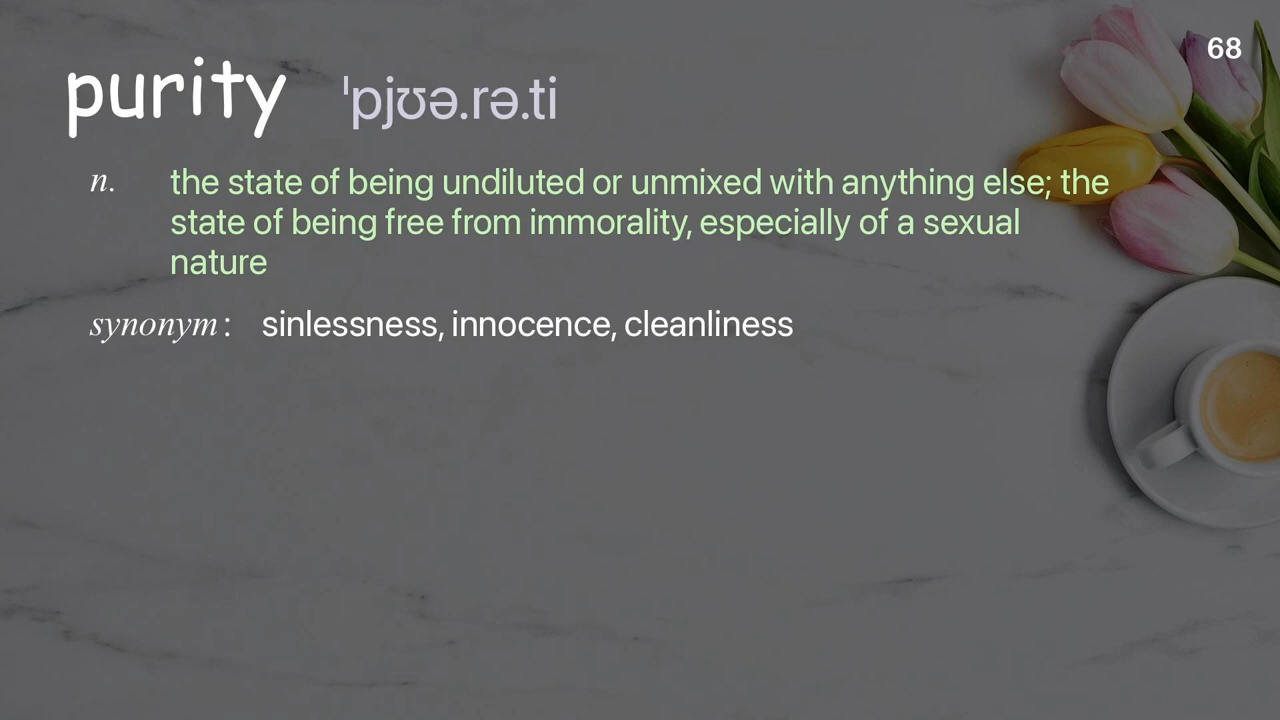 68
purity ˈpjʊə.rə.ti
n. the state of being undiluted or unmixed with anything else; the
state of being free from immorality, especially of a sexual
nature
synonym: sinlessness, innocence, cleanliness